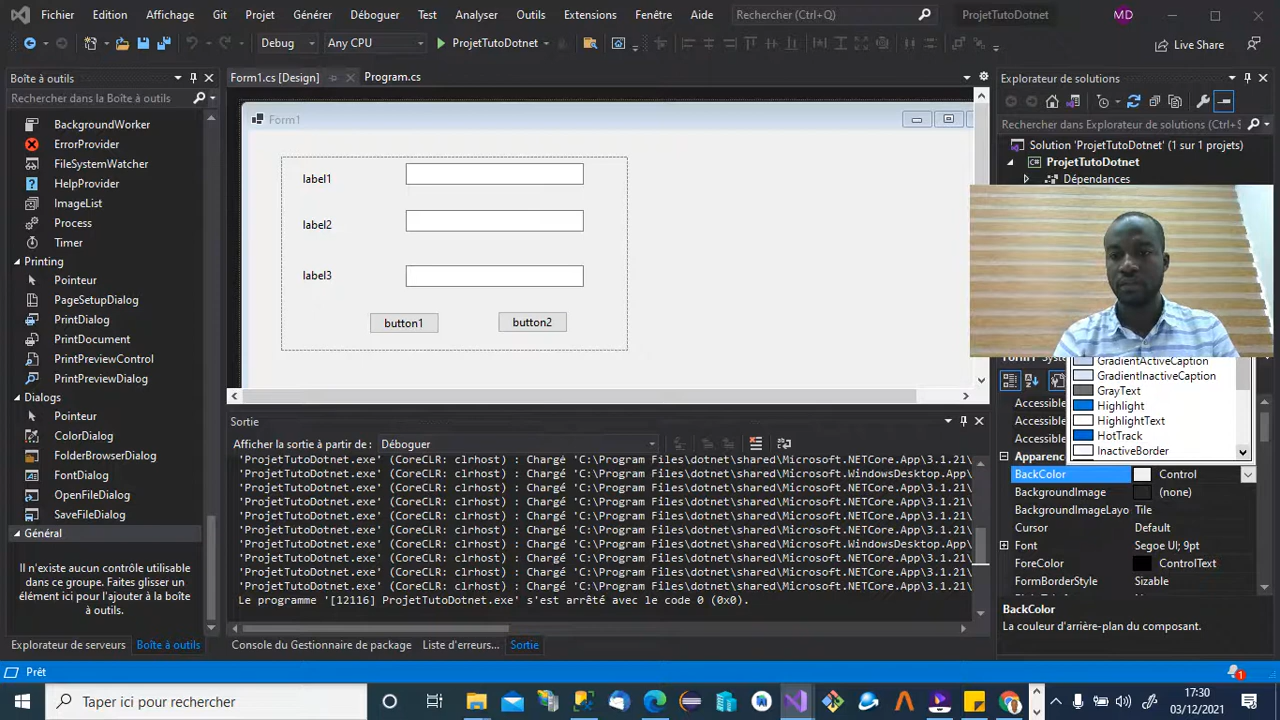 Fichier Edition Affichage Git Projet Générer Déboguer Test Analyser Outils Extensions Fenêtre Aide Rechercher (Ctrl+Q) ProjetTutoDotnet MD
Debug Any CPU ProjetTutoDotnet Live Share
Boîte à outils
Rechercher dans la Boîte à outils
BackgroundWorker
ErrorProvider
FileSystemWatcher
HelpProvider
ImageList
Process
Timer
Printing
Pointeur
PageSetupDialog
PrintDialog
PrintDocument
PrintPreviewControl
PrintPreviewDialog
Dialogs
Pointeur
ColorDialog
FolderBrowserDialog
FontDialog
OpenFileDialog
SaveFileDialog
Général
Il n'existe aucun contrôle
utilisable
dans ce groupe. Faites glisser
un
élément ici pour l'ajouter à la boîte
à outils.
Explorateur de serveurs Boîte à outils
Form1.cs [Design] Program.cs
Form1
label1
label2
label3
button1 button2
Sortie
Afficher la sortie à partir de : Déboguer
'ProjetTutoDotnet.exe' (CoreCLR: clrhost) : Chargé 'C:\Program Files\dotnet\shared\Microsoft.NETCore.App\3.1.21\
'ProjetTutoDotnet.exe' (CoreCLR: clrhost) : Chargé 'C:\Program Files\dotnet\shared\Microsoft.WindowsDesktop.App\
'ProjetTutoDotnet.exe' (CoreCLR: clrhost) : Chargé 'C:\Program Files\dotnet\shared\Microsoft.NETCore.App\3.1.21\
'ProjetTutoDotnet.exe' (CoreCLR: clrhost) : Chargé 'C:\Program Files\dotnet\shared\Microsoft.NETCore.App\3.1.21\
'ProjetTutoDotnet.exe' (CoreCLR: clrhost) : Chargé 'C:\Program Files\dotnet\shared\Microsoft.NETCore.App\3.1.21\
'ProjetTutoDotnet.exe' (CoreCLR: clrhost) : Chargé 'C:\Program Files\dotnet\shared\Microsoft.NETCore.App\3.1.21\
'ProjetTutoDotnet.exe' (CoreCLR: clrhost) : Chargé 'C:\Program Files\dotnet\shared\Microsoft.WindowsDesktop.App\
'ProjetTutoDotnet.exe' (CoreCLR: clrhost) : Chargé 'C:\Program Files\dotnet\shared\Microsoft.NETCore.App\3.1.21\
'ProjetTutoDotnet.exe' (CoreCLR: clrhost) : Chargé 'C:\Program Files\dotnet\shared\Microsoft.NETCore.App\3.1.21\
'ProjetTutoDotnet.exe' (CoreCLR: clrhost) : Chargé 'C:\Program Files\dotnet\shared\Microsoft.NETCore.App\3.1.21\
Le programme '[12116] ProjetTutoDotnet.exe' s'est arrêté avec le code 0 (0x0).
Console du Gestionnaire de package Liste d'erreurs... Sortie
Explorateur de solutions
Rechercher dans Explorateur de solutions (Ctrl+
Solution 'ProjetTutoDotnet' (1 sur 1 projets)
C# ProjetTutoDotnet
Dépendances
GradientActiveCaption
GradientInactiveCaption
GrayText
Highlight
HighlightText
HotTrack
InactiveBorder
Accessible
Accessible
Accessible
Apparenc
BackColor Control
BackgroundImage (none)
BackgroundImageLayo Tile
Cursor Default
Font Segoe UI; 9pt
ForeColor ControlText
FormBorderStyle Sizable
BackColor
La couleur d'arrière-plan du composant.
Prêt 1
Taper ici pour rechercher 17:30
03/12/2021